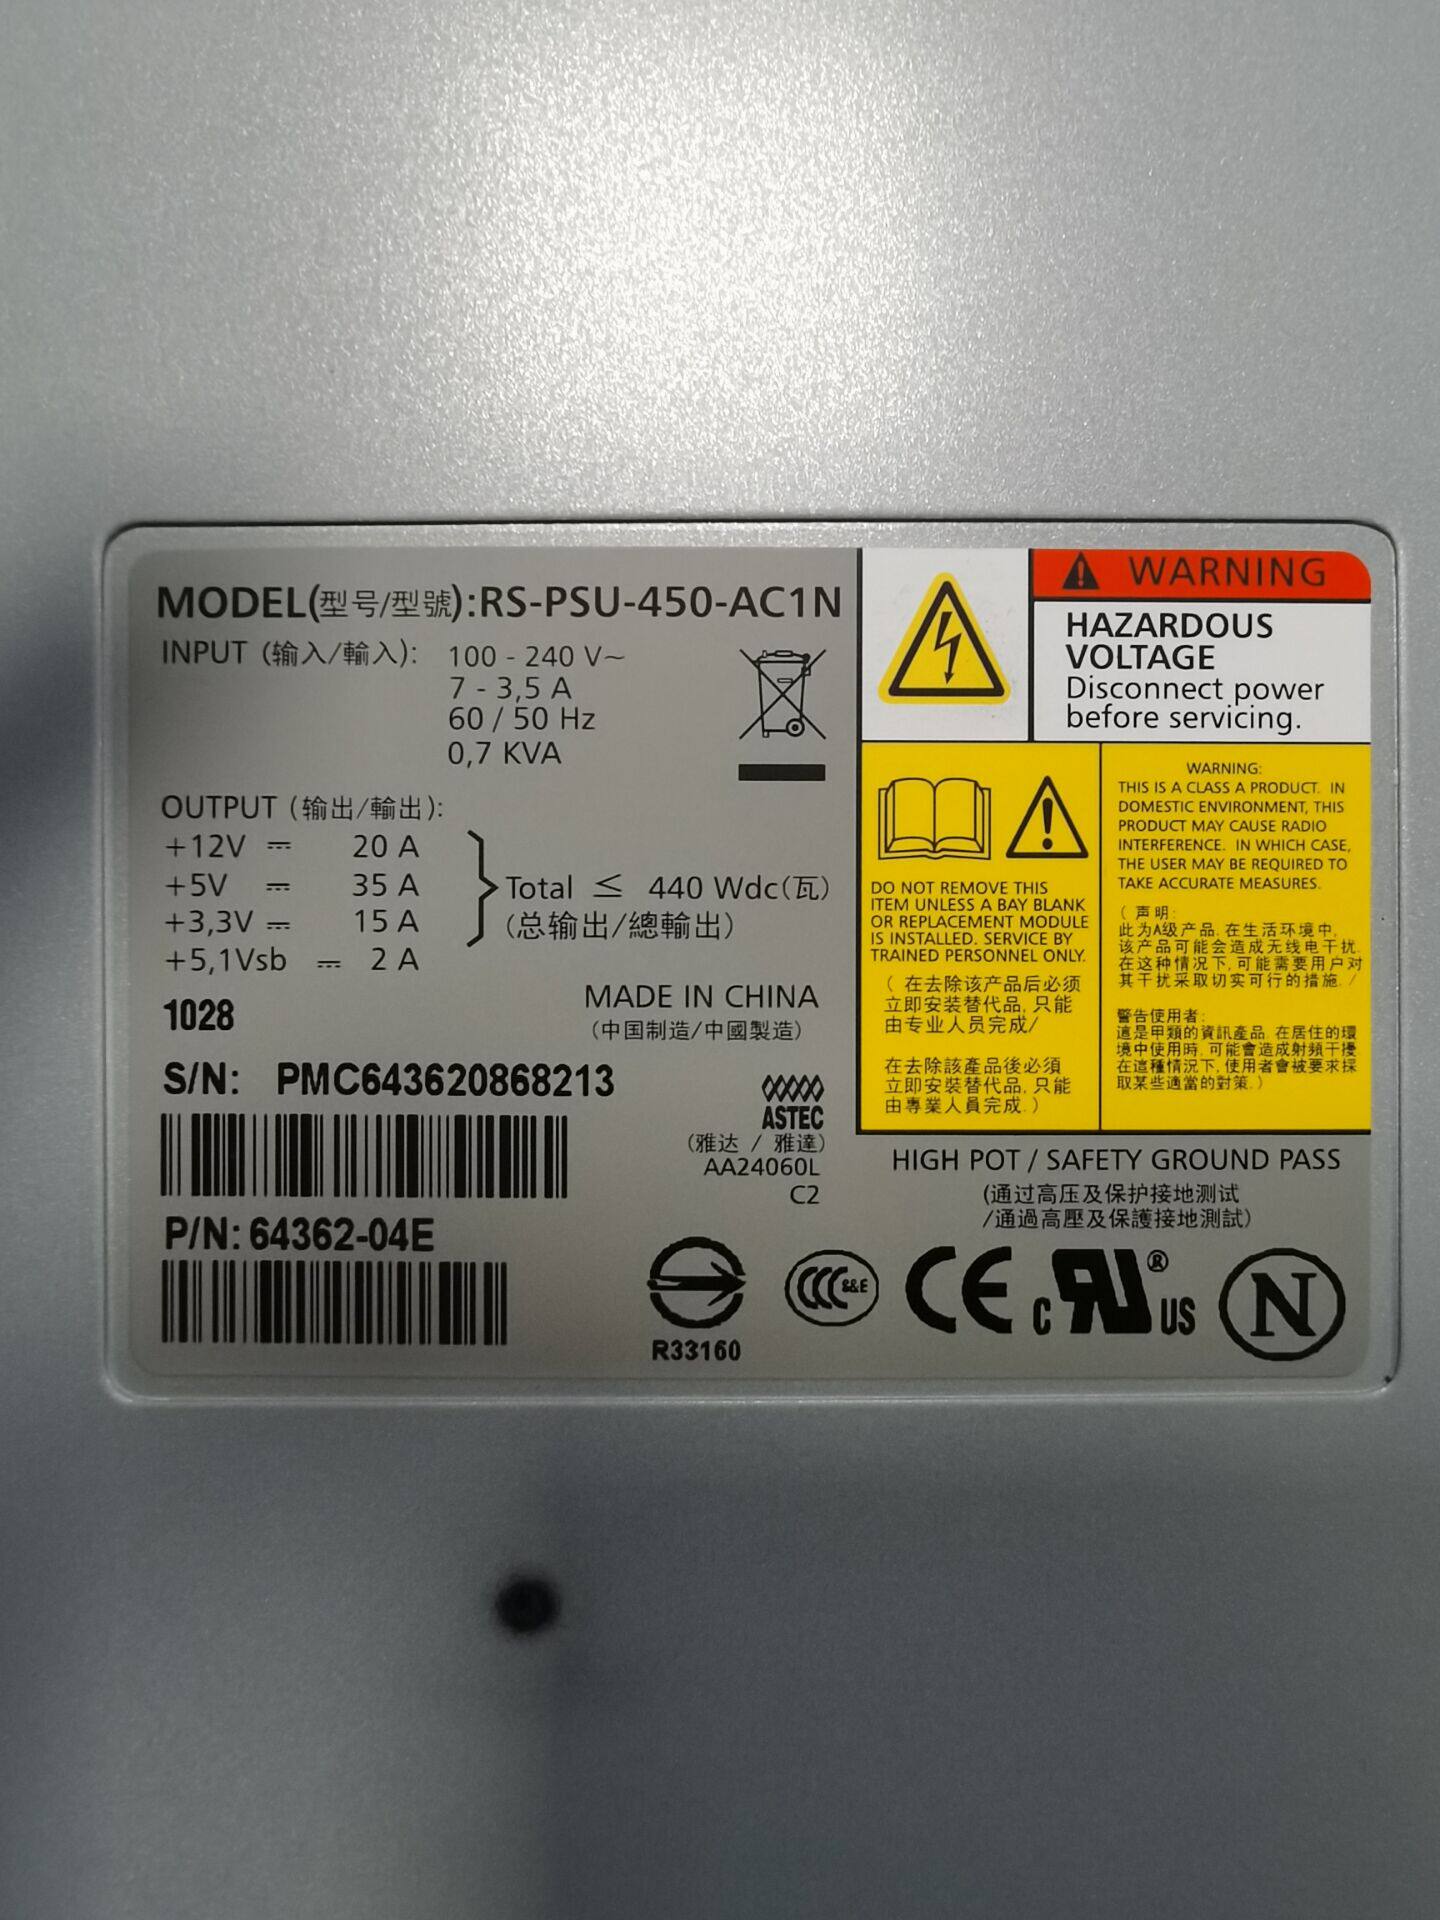 MODEL(型号/型號):RS-PSU-450-AC1N
INPUT (输入/輸入): 100 - 240 V~
7 - 3,5 A
60 / 50 Hz
0,7 KVA
OUTPUT (输出/輸出):
+12V ⎓ 20 A
+5V ⎓ 35 A
+3,3V ⎓ 15 A
+5,1Vsb ⎓ 2 A
Total ≤ 440 Wdc(瓦)
(总输出/總輸出)
1028
MADE IN CHINA
(中国制造/中國製造)
S/N: PMC643620868213
ASTEC
(雅达 / 雅達)
AA24060L
C2
P/N: 64362-04E
R33160
WARNING
HAZARDOUS
VOLTAGE
Disconnect power
before servicing.
DO NOT REMOVE THIS
ITEM UNLESS A BAY BLANK
OR REPLACEMENT MODULE
IS INSTALLED. SERVICE BY
TRAINED PERSONNEL ONLY.
( 在去除该产品后必须
立即安装替代品, 只能
由专业人员完成/
在去除該產品後必須
立即安裝替代品, 只能
由專業人員完成. )
WARNING:
THIS IS A CLASS A PRODUCT. IN
DOMESTIC ENVIRONMENT, THIS
PRODUCT MAY CAUSE RADIO
INTERFERENCE. IN WHICH CASE,
THE USER MAY BE REQUIRED TO
TAKE ACCURATE MEASURES.
( 声明:
此为A级产品. 在生活环境中,
该产品可能会造成无线电干扰.
在这种情况下, 可能需要用户对
其干扰采取切实可行的措施. /
警告使用者:
這是甲類的資訊產品. 在居住的環
境中使用時, 可能會造成射頻干擾.
在這種情況下, 使用者會被要求採
取某些適當的對策. )
HIGH POT / SAFETY GROUND PASS
(通过高压及保护接地测试
/通過高壓及保護接地測試)
CCC S&E
CE
c RU ® US
N